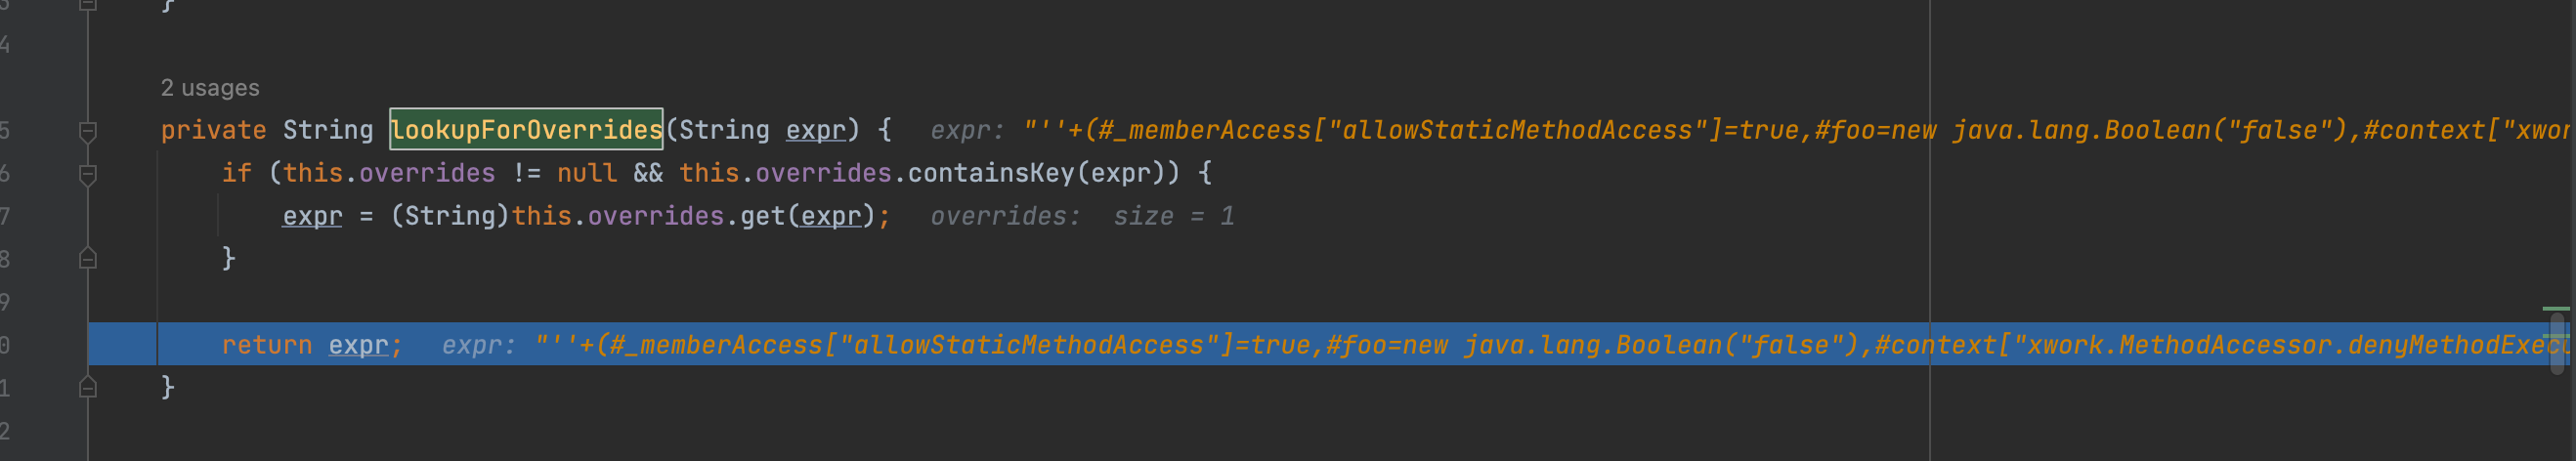 3 }
4
2 usages
5 private String lookupForOverrides(String expr) { expr: "''+(#_memberAccess["allowStaticMethodAccess"]=true,#foo=new java.lang.Boolean("false"),#context["xwor
6 if (this.overrides != null && this.overrides.containsKey(expr)) {
7 expr = (String)this.overrides.get(expr); overrides: size = 1
8 }
9
0 return expr; expr: "''+(#_memberAccess["allowStaticMethodAccess"]=true,#foo=new java.lang.Boolean("false"),#context["xwork.MethodAccessor.denyMethodExec
1 }
2